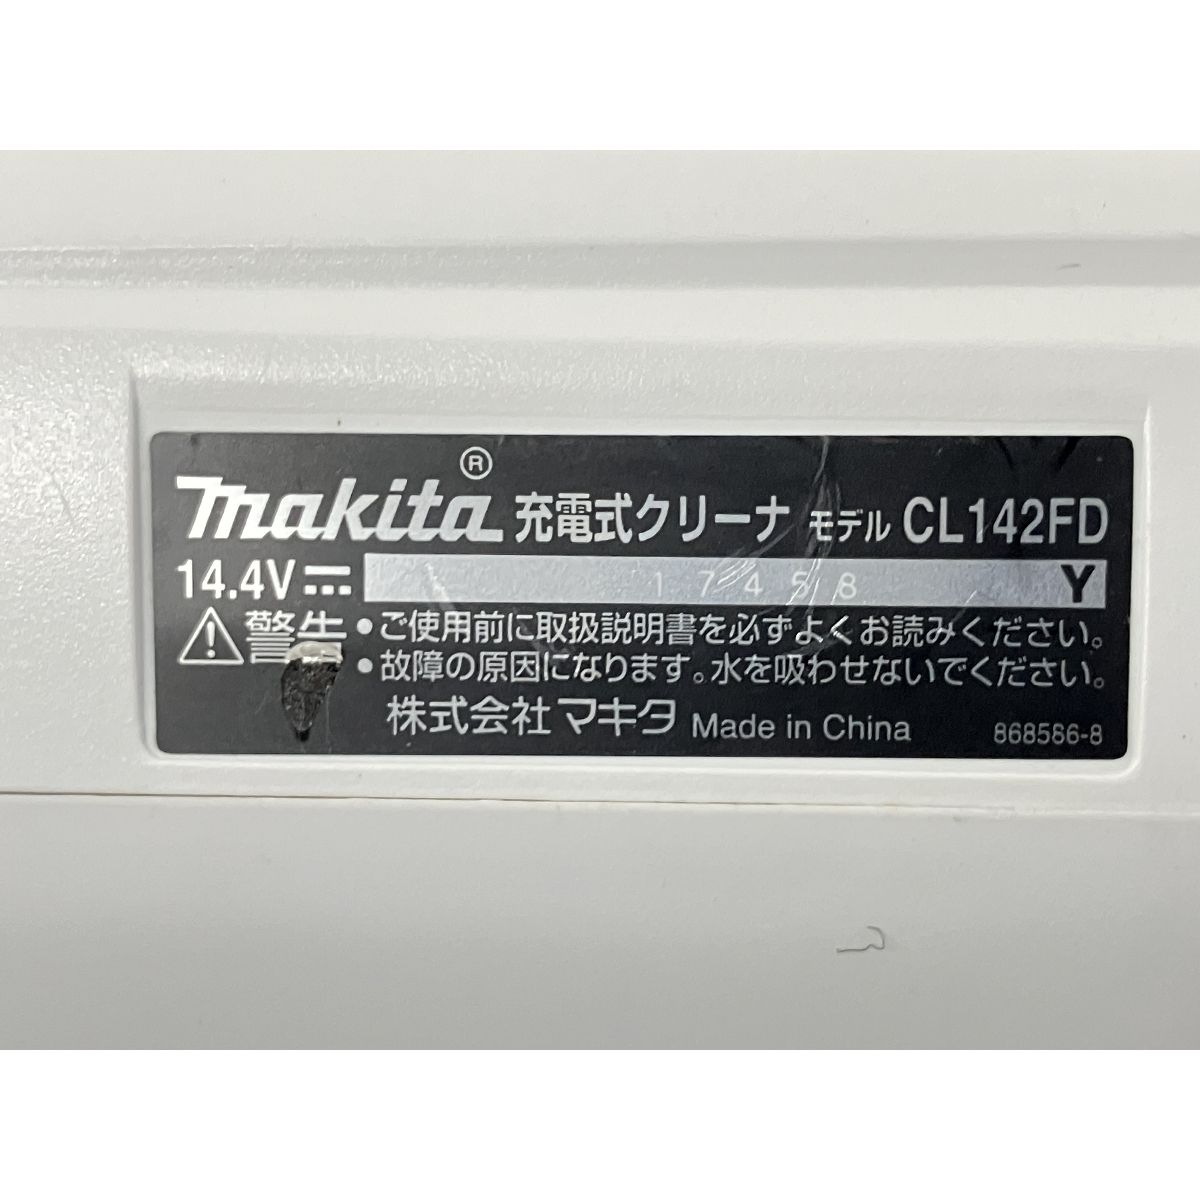 makita® 充電式クリーナ モデル CL142FD
14.4V⎓ 17458 Y
⚠警告 •ご使用前に取扱説明書を必ずよくお読みください。
•故障の原因になります。水を吸わせないでください。
株式会社マキタ Made in China 868586-8